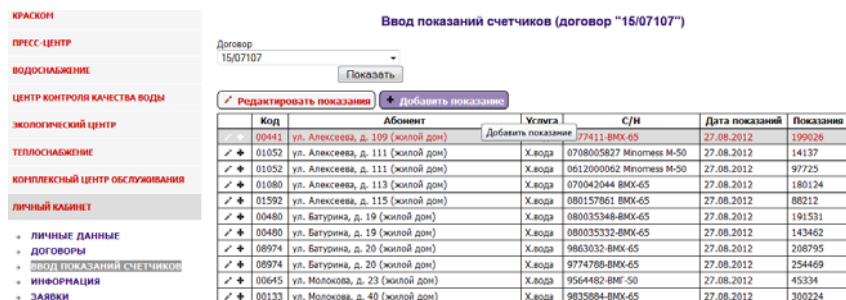 КРАСКОМ
ПРЕСС-ЦЕНТР
ВОДОСНАБЖЕНИЕ
ЦЕНТР КОНТРОЛЯ КАЧЕСТВА ВОДЫ
ЭКОЛОГИЧЕСКИЙ ЦЕНТР
ТЕПЛОСНАБЖЕНИЕ
КОМПЛЕКСНЫЙ ЦЕНТР ОБСЛУЖИВАНИЯ
ЛИЧНЫЙ КАБИНЕТ
ЛИЧНЫЕ ДАННЫЕ
ДОГОВОРЫ
ВВОД ПОКАЗАНИЙ СЧЕТЧИКОВ
ИНФОРМАЦИЯ
ЗАЯВКИ
Ввод показаний счетчиков (договор "15/07107")
Договор
15/07107
Показать
Редактировать показания Добавить показание
Код Абонент Услуга С/Н Дата показаний Показания
00441 ул. Алексеева, д. 109 (жилой дом) Добавить показание 77411-ВМХ-65 27.08.2012 199026
01052 ул. Алексеева, д. 111 (жилой дом) Х.вода 0708005827 Minomess M-50 27.08.2012 14137
01052 ул. Алексеева, д. 111 (жилой дом) Х.вода 0612000062 Minomess M-50 27.08.2012 97725
01080 ул. Алексеева, д. 113 (жилой дом) Х.вода 070042044 ВМХ-65 27.08.2012 180124
01592 ул. Алексеева, д. 115 (жилой дом) Х.вода 080157861 ВМХ-65 27.08.2012 88212
00480 ул. Батурина, д. 19 (жилой дом) Х.вода 080035348-ВМХ-65 27.08.2012 191531
00480 ул. Батурина, д. 19 (жилой дом) Х.вода 080035332-ВМХ-65 27.08.2012 143462
08974 ул. Батурина, д. 20 (жилой дом) Х.вода 9863032-ВМХ-65 27.08.2012 208795
08974 ул. Батурина, д. 20 (жилой дом) Х.вода 9774788-ВМХ-65 27.08.2012 254469
00645 ул. Молокова, д. 23 (жилой дом) Х.вода 9564482-ВМГ-50 27.08.2012 45334
00133 ул. Молокова, д. 40 (жилой дом) Х.вода 9835884-ВМХ-65 27.08.2012 300224